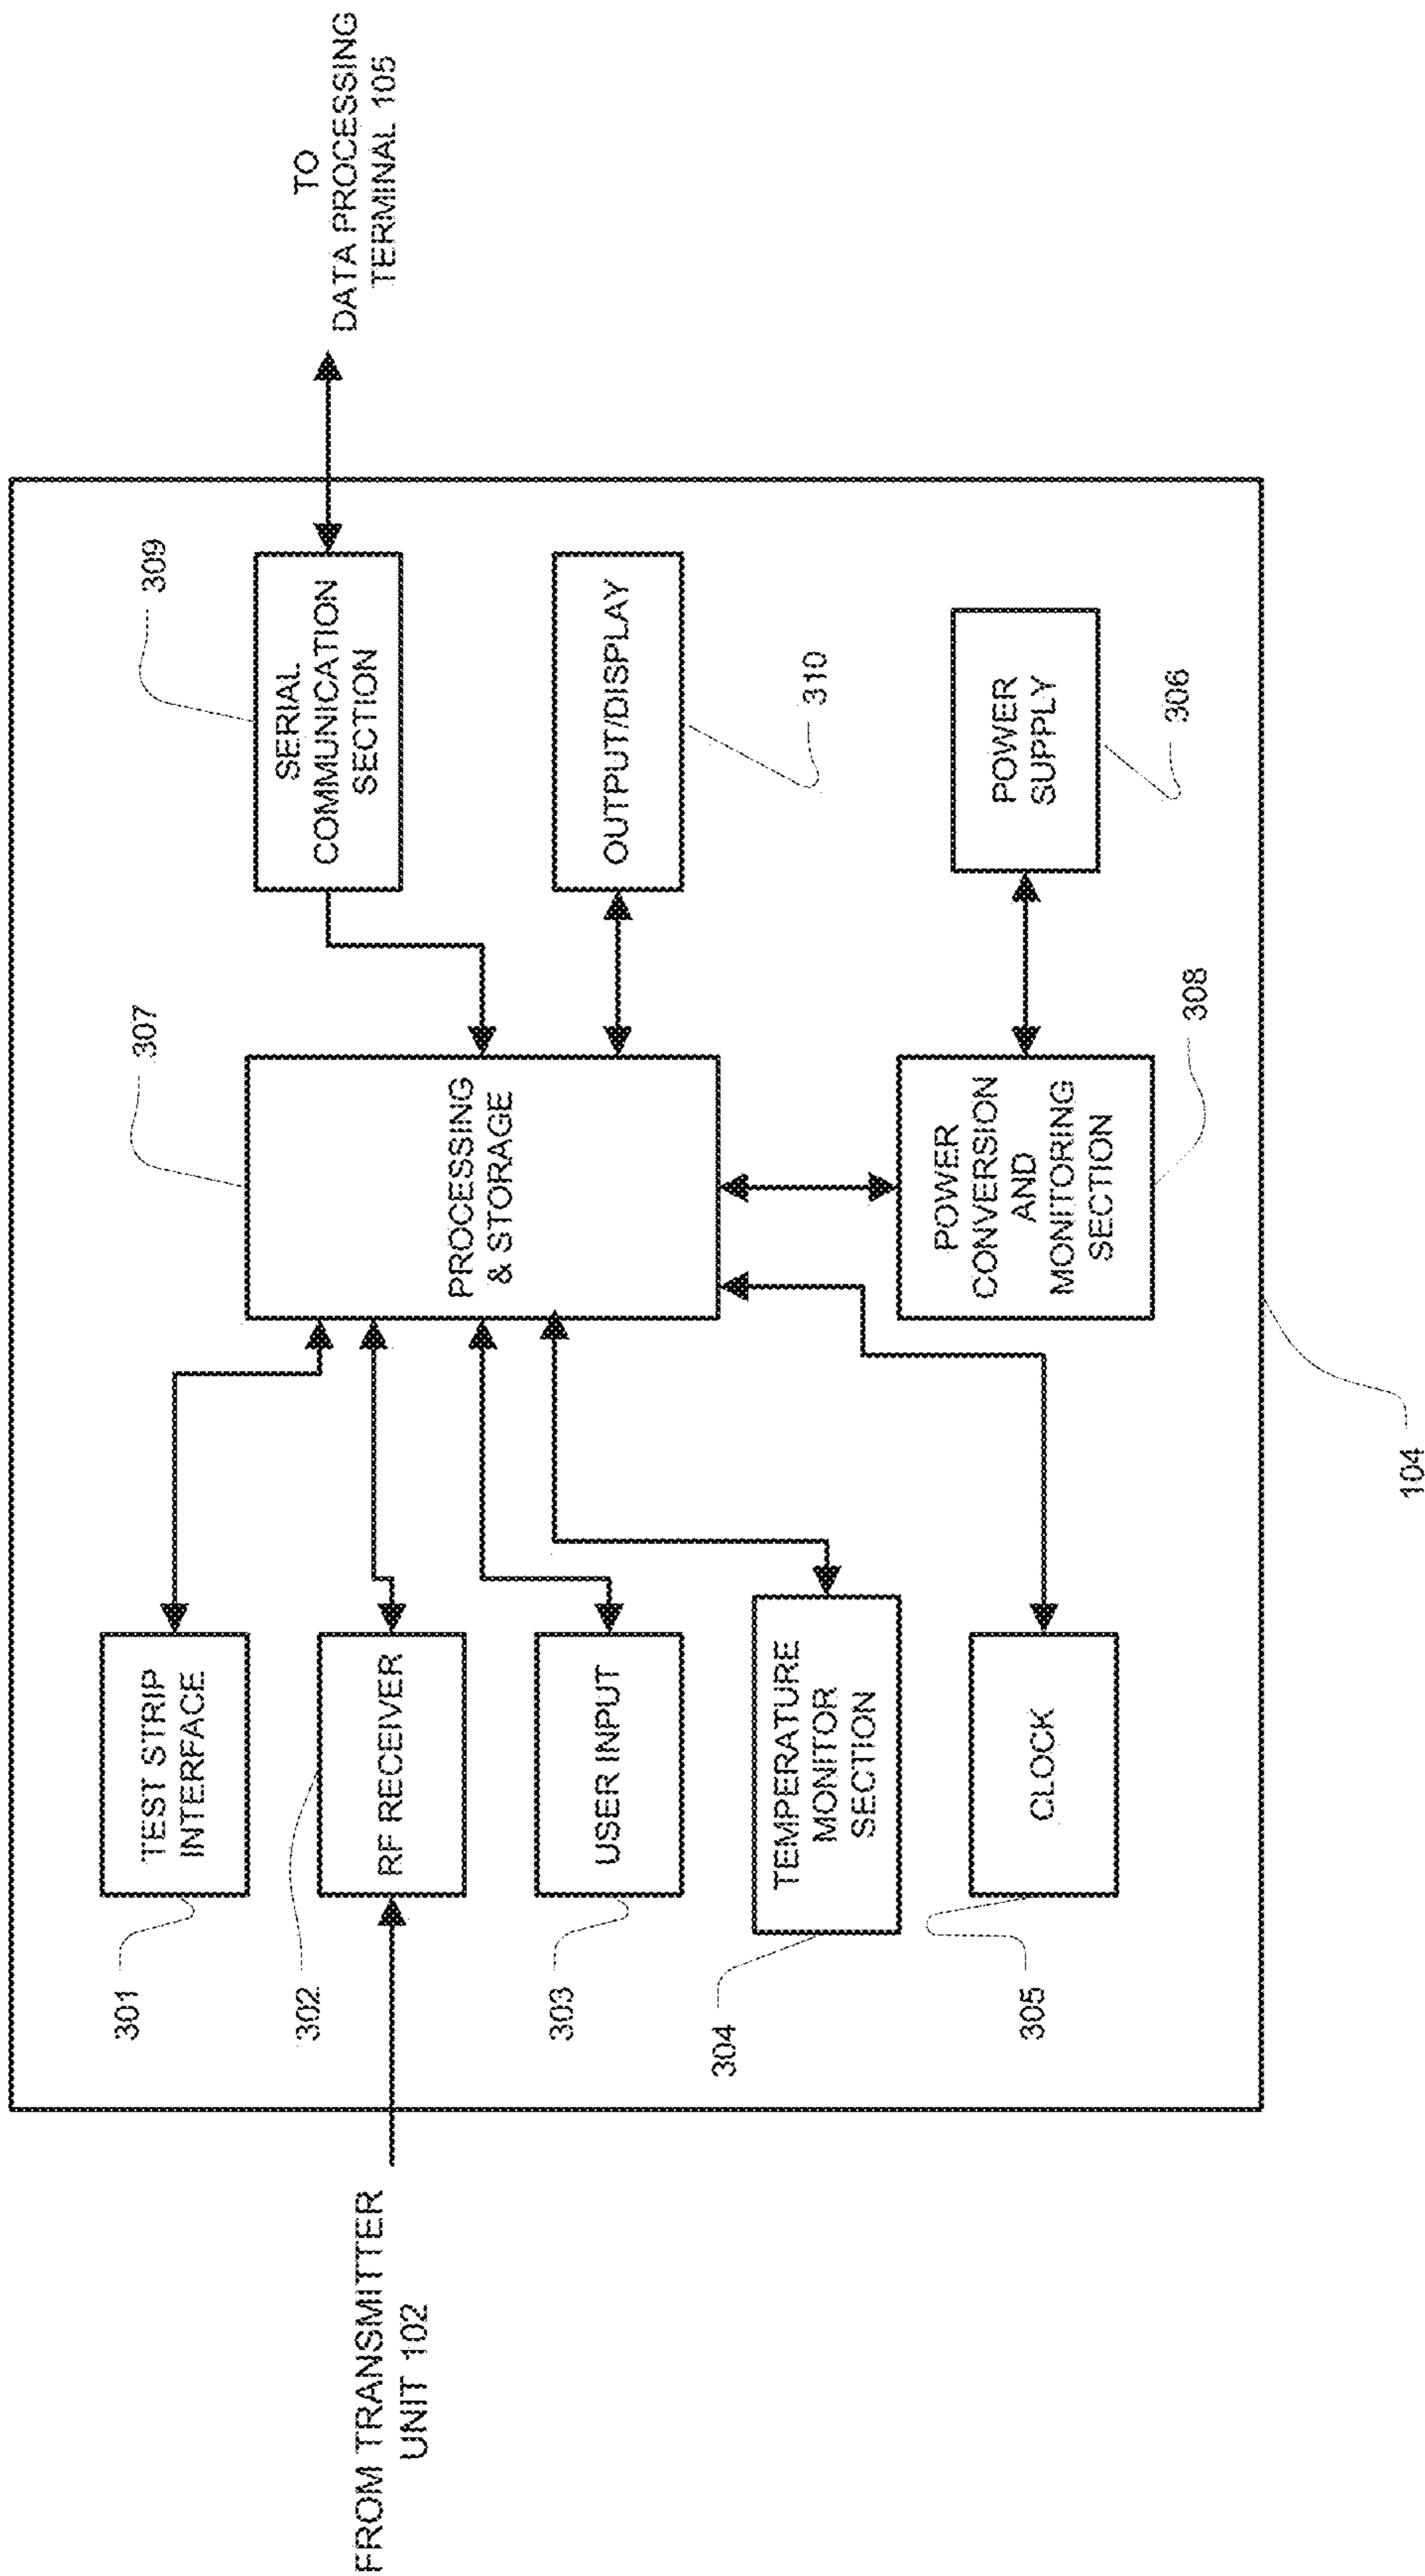 TO
DATA PROCESSING
TERMINAL 105
309
SERIAL
COMMUNICATION
SECTION
OUTPUT/DISPLAY
310
POWER
SUPPLY
306
307
PROCESSING
& STORAGE
POWER
CONVERSION
AND
MONITORING
SECTION
308
TEST STRIP
INTERFACE
301
RF RECEIVER
302
USER INPUT
303
TEMPERATURE
MONITOR
SECTION
304
CLOCK
305
104
FROM TRANSMITTER
UNIT 102